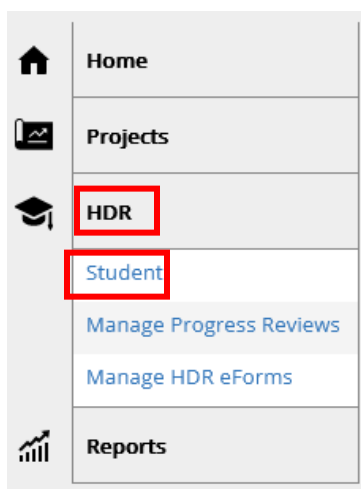 Home
Projects
HDR
Student
Manage Progress Reviews
Manage HDR eForms
Reports